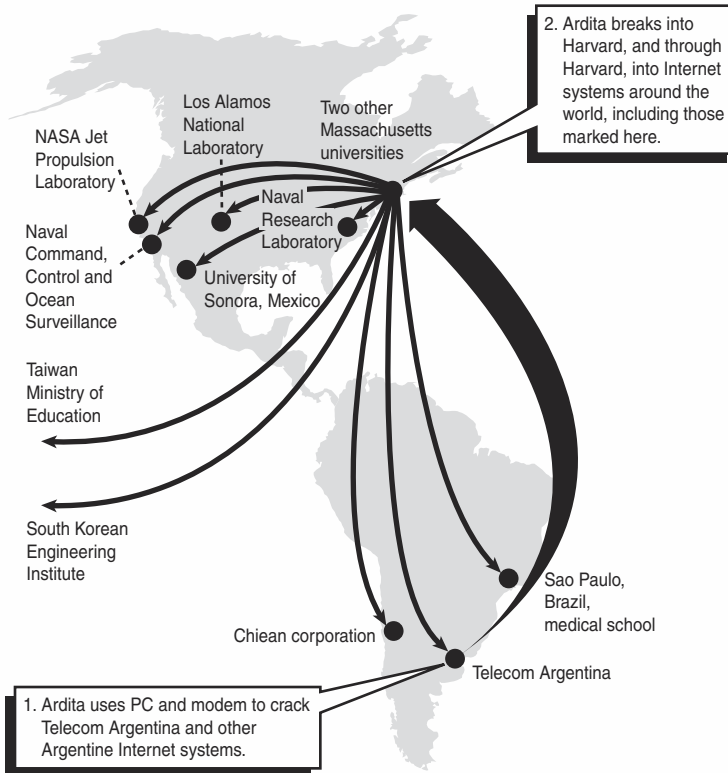 2. Ardita breaks into
Harvard, and through
Harvard, into Internet
systems around the
world, including those
marked here.
Los Alamos
National
Laboratory
Two other
Massachusetts
universities
NASA Jet
Propulsion
Laboratory
Naval
Research
Laboratory
Naval
Command,
Control and
Ocean
Surveillance
University of
Sonora, Mexico
Taiwan
Ministry of
Education
South Korean
Engineering
Institute
Sao Paulo,
Brazil,
medical school
Chiean corporation
Telecom Argentina
1. Ardita uses PC and modem to crack
Telecom Argentina and other
Argentine Internet systems.